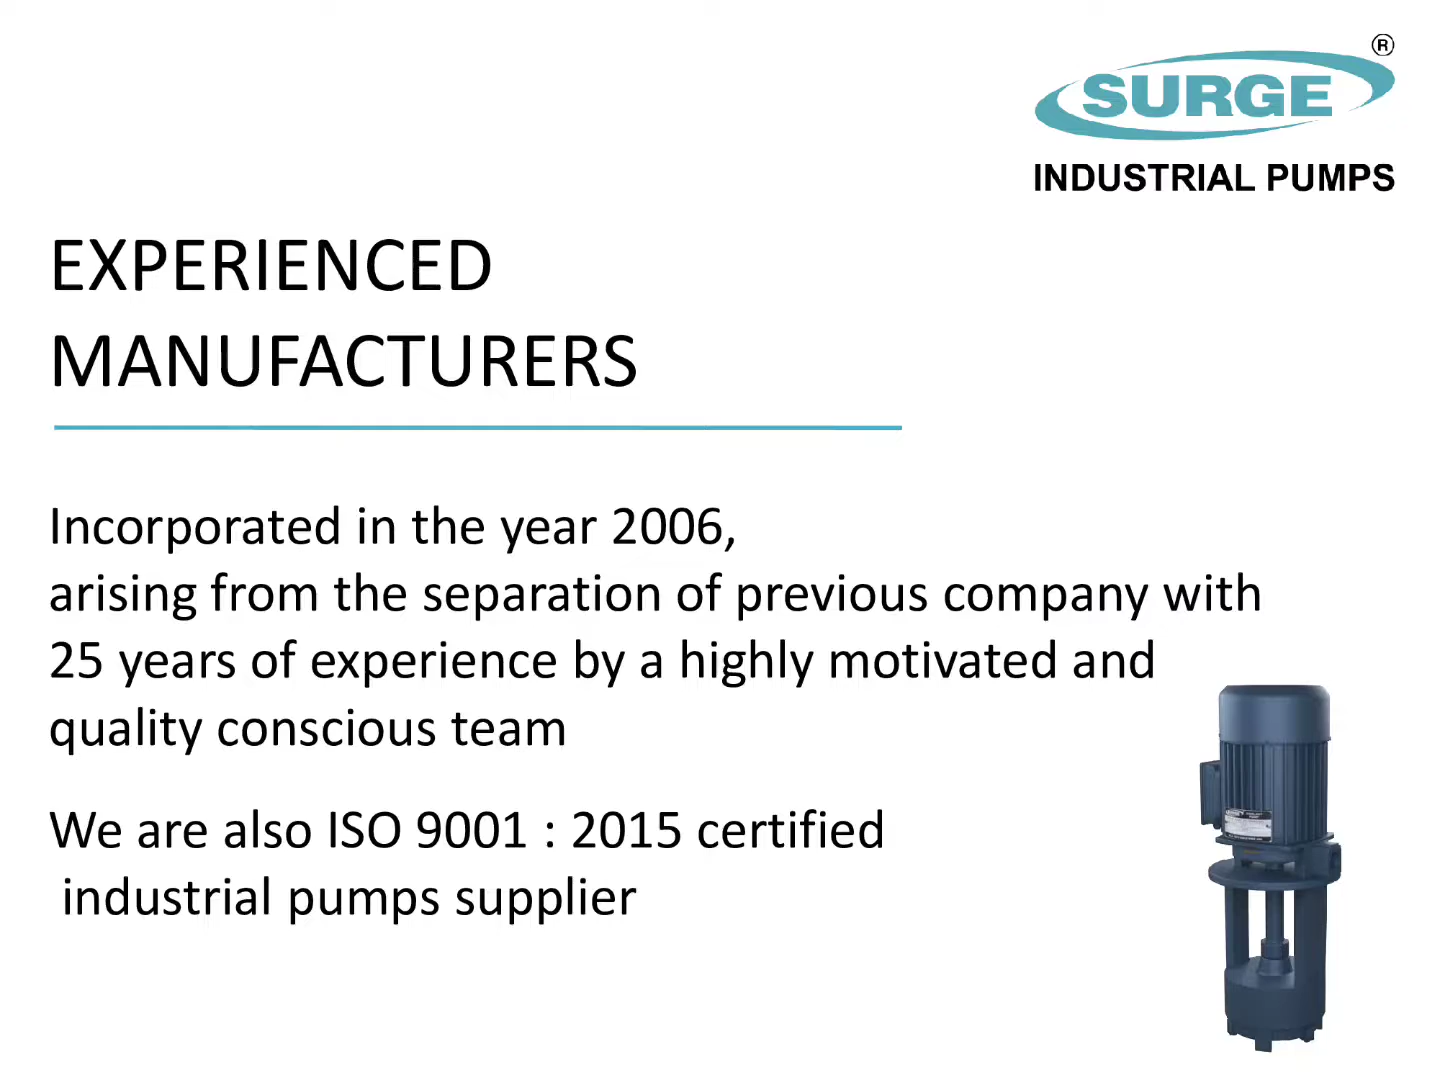 SURGE®
INDUSTRIAL PUMPS
EXPERIENCED
MANUFACTURERS
Incorporated in the year 2006,
arising from the separation of previous company with
25 years of experience by a highly motivated and
quality conscious team
We are also ISO 9001 : 2015 certified
industrial pumps supplier